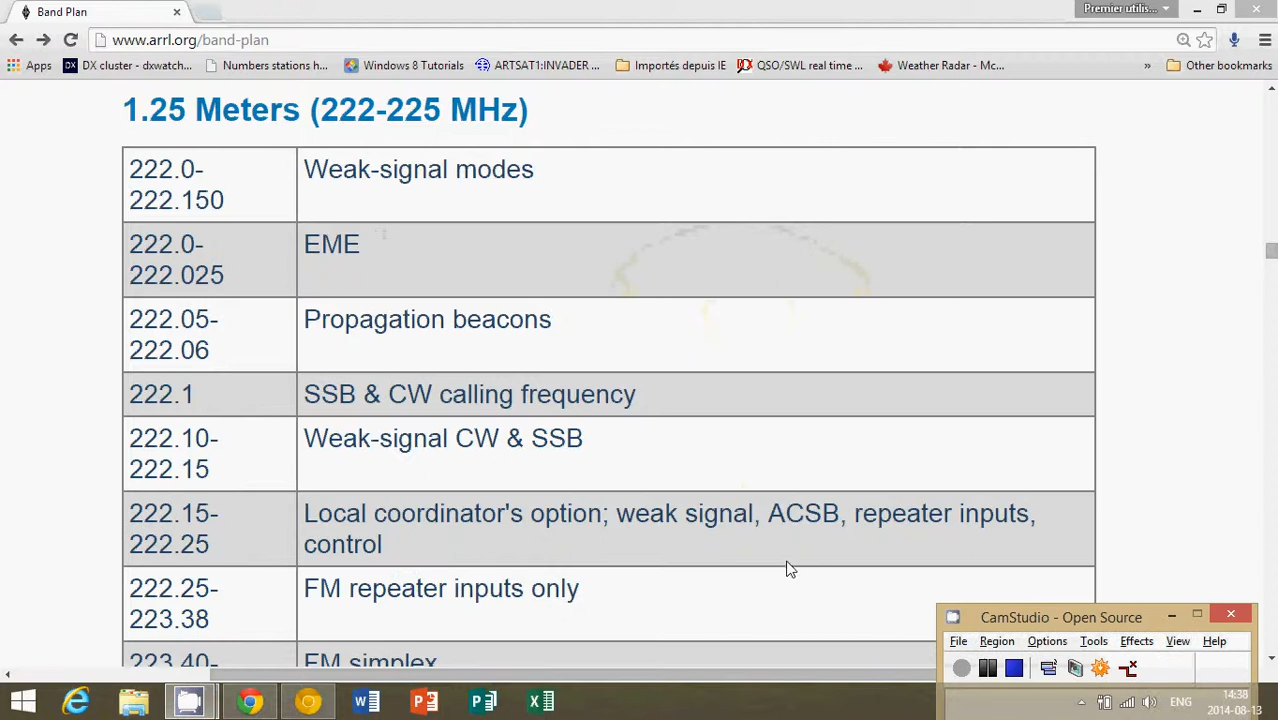 Band Plan
Premier utilis...
www.arrl.org/band-plan
Apps DX cluster - dxwatch... Numbers stations h... Windows 8 Tutorials ARTSAT1:INVADER ... Importés depuis IE QSO/SWL real time ... Weather Radar - Mc... » Other bookmarks
1.25 Meters (222-225 MHz)
222.0-
222.150
Weak-signal modes
222.0-
222.025
EME
222.05-
222.06
Propagation beacons
222.1 SSB & CW calling frequency
222.10-
222.15
Weak-signal CW & SSB
222.15-
222.25
Local coordinator's option; weak signal, ACSB, repeater inputs,
control
222.25-
223.38
FM repeater inputs only
223.40-
FM simplex
CamStudio - Open Source
File Region Options Tools Effects View Help
ENG
14:38
2014-08-13